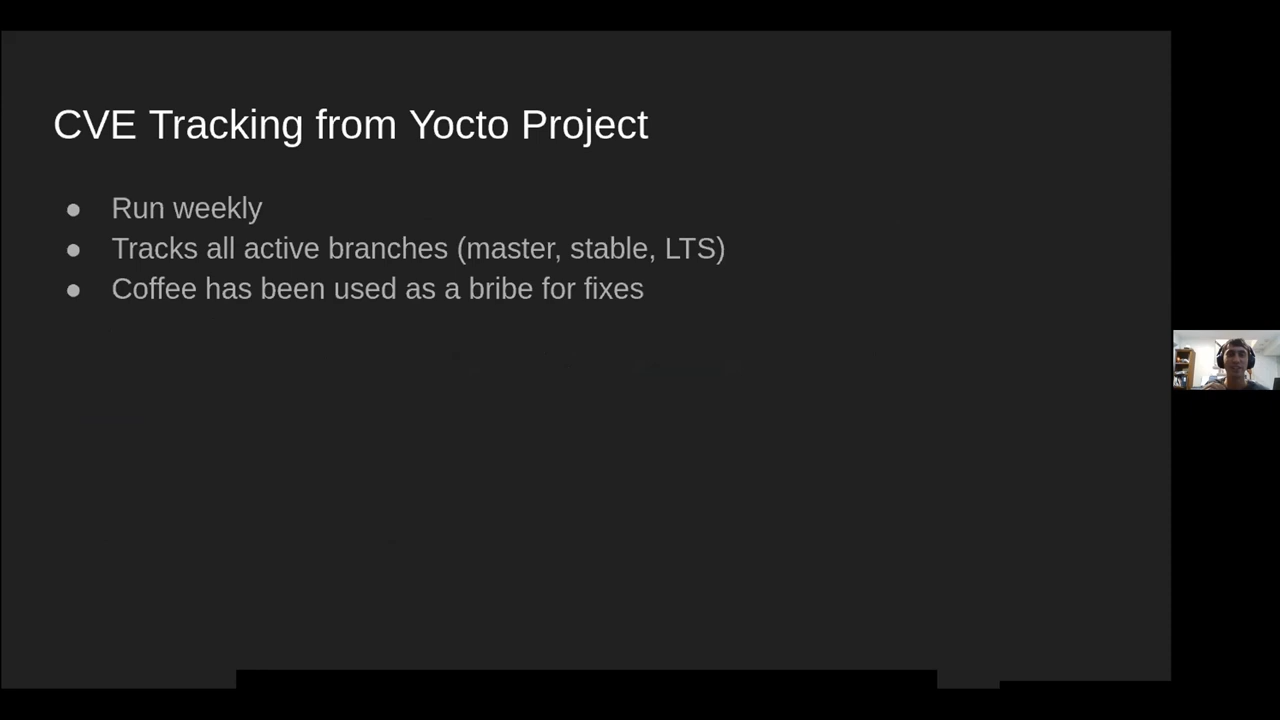 CVE Tracking from Yocto Project
● Run weekly
● Tracks all active branches (master, stable, LTS)
● Coffee has been used as a bribe for fixes